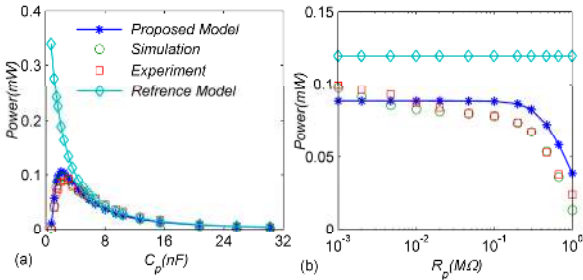 0.4
0.3
0.2
0.1
0
Power(mW)
Proposed Model
Simulation
Experiment
Refrence Model
0 8 16 24 32
(a) C_p(nF)
0.15
0.1
0.05
0
Power(mW)
10^-3 10^-2 10^-1 10^0
(b) R_p(MΩ)